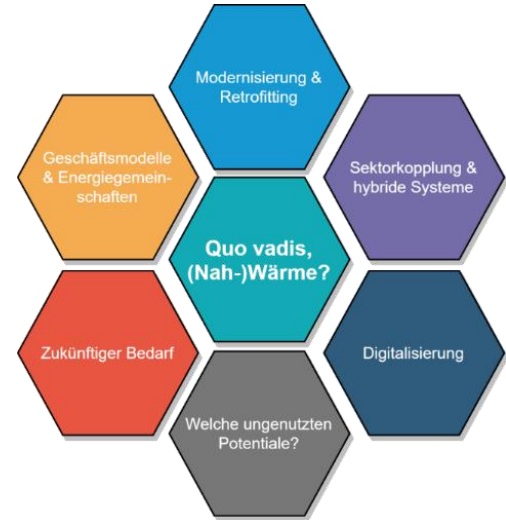 Modernisierung &
Retrofitting
Geschäftsmodelle
& Energiegemein-
schaften
Sektorkopplung &
hybride Systeme
Quo vadis,
(Nah-)Wärme?
Zukünftiger Bedarf
Digitalisierung
Welche ungenutzten
Potentiale?